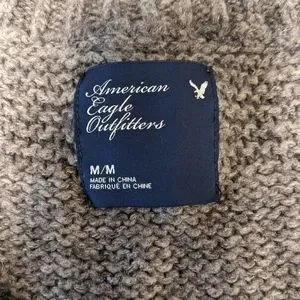 American
Eagle
Outfitters
M/M
MADE IN CHINA
FABRIQUÉ EN CHINE